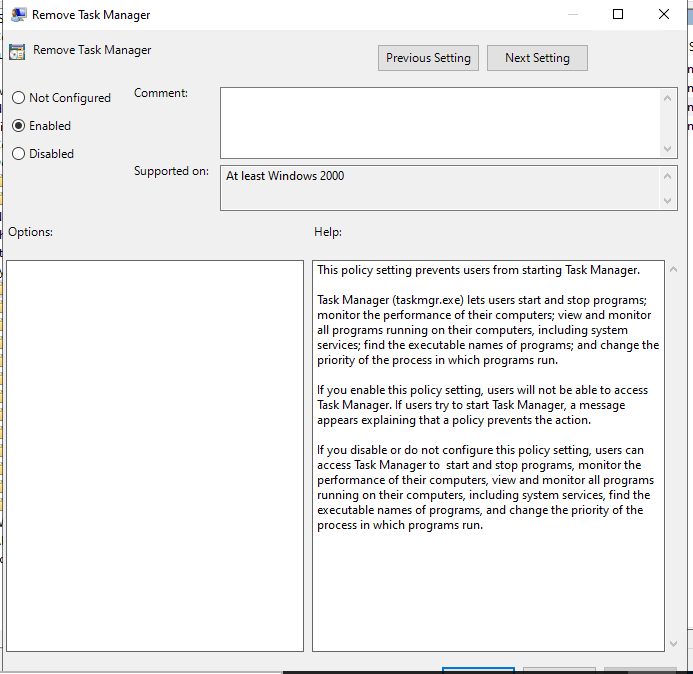 Remove Task Manager
Remove Task Manager
Previous Setting
Next Setting
Not Configured
Comment:
Enabled
Disabled
Supported on:
At least Windows 2000
Options:
Help:
This policy setting prevents users from starting Task Manager.
Task Manager (taskmgr.exe) lets users start and stop programs;
monitor the performance of their computers; view and monitor
all programs running on their computers, including system
services; find the executable names of programs; and change the
priority of the process in which programs run.
If you enable this policy setting, users will not be able to access
Task Manager. If users try to start Task Manager, a message
appears explaining that a policy prevents the action.
If you disable or do not configure this policy setting, users can
access Task Manager to  start and stop programs, monitor the
performance of their computers, view and monitor all programs
running on their computers, including system services, find the
executable names of programs, and change the priority of the
process in which programs run.